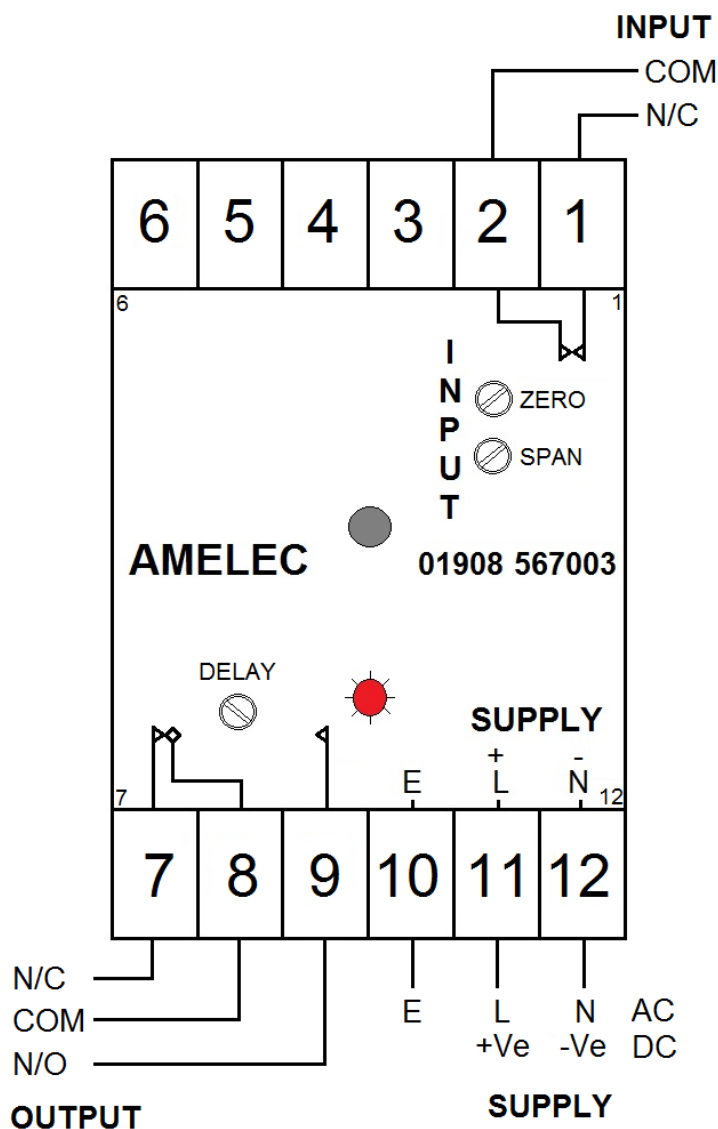 INPUT
COM
N/C
6 5 4 3 2 1
6 1
INPUT
ZERO
SPAN
AMELEC 01908 567003
DELAY
SUPPLY
+ -
E L N
7 12
7 8 9 10 11 12
N/C
COM
N/O
OUTPUT
E L N AC
+Ve -Ve DC
SUPPLY